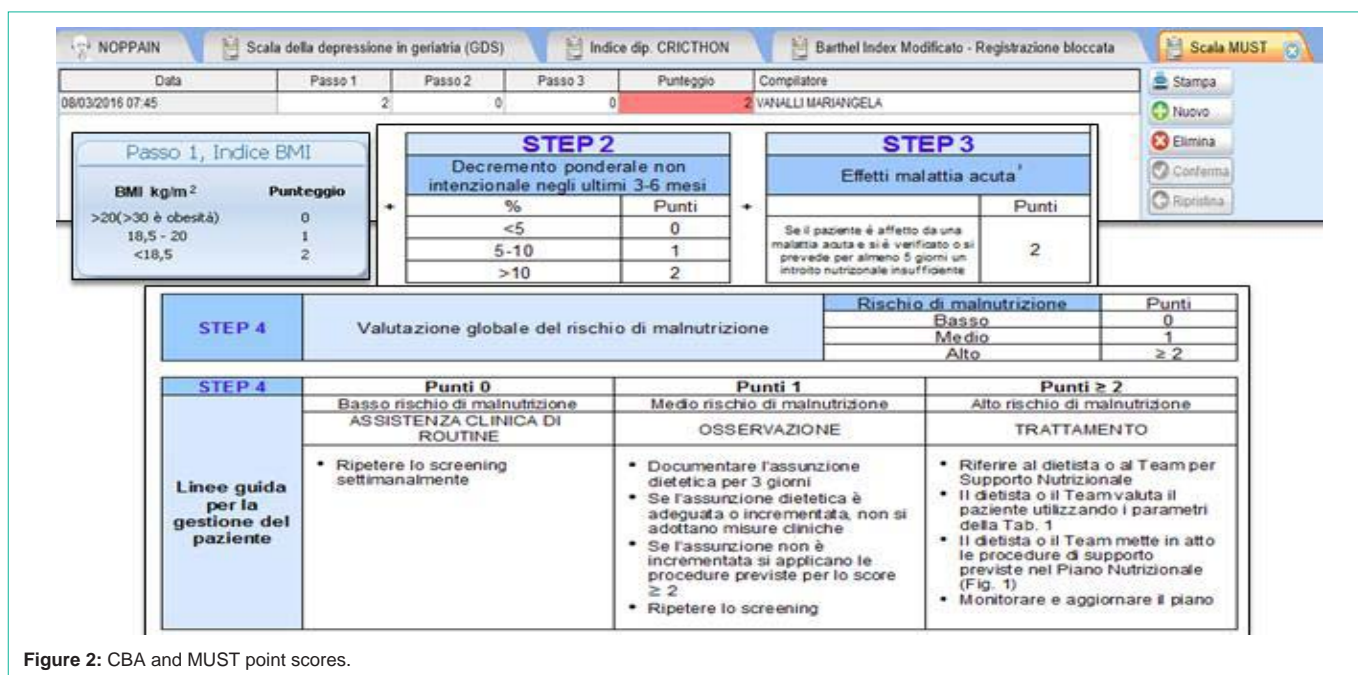 NOPPAIN Scala della depressione in geriatria (GDS) Indice dip. CRICTHON Barthel Index Modificato - Registrazione bloccata Scala MUST
Data Passo 1 Passo 2 Passo 3 Punteggio Compilatore
08/03/2016 07:45 2 0 0 2 VANALLI MARIANGELA
Stampa
Nuovo
Elimina
Conferma
Ripristina
Passo 1, Indice BMI
BMI kg/m² Punteggio
>20(>30 è obesità) 0
18,5 - 20 1
<18,5 2
+
STEP 2
Decremento ponderale non
intenzionale negli ultimi 3-6 mesi
% Punti
<5 0
5-10 1
>10 2
+
STEP 3
Effetti malattia acuta'
Punti
Se il paziente é affetto da una
malattia acuta e si é verificato o si
prevede per almeno 5 giorni un
introito nutrizonale insufficiente
2
STEP 4
Valutazione globale del rischio di malnutrizione
Rischio di malnutrizione Punti
Basso 0
Medio 1
Alto ≥ 2
STEP 4 Punti 0 Punti 1 Punti ≥ 2
Basso rischio di malnutrizione Medio rischio di malnutrizione Alto rischio di malnutrizione
ASSISTENZA CLINICA DI
ROUTINE
OSSERVAZIONE
TRATTAMENTO
Linee guida
per la
gestione del
paziente
• Ripetere lo screening
settimanalmente
• Documentare l'assunzione
dietetica per 3 giorni
• Se l'assunzione dietetica è
adeguata o incrementata, non si
adottano misure cliniche
• Se l'assunzione non è
incrementata si applicano le
procedure previste per lo score
≥ 2
• Ripetere lo screening
• Riferire al dietista o al Team per
Supporto Nutrizionale
• Il dietista o il Team valuta il
paziente utilizzando i parametri
della Tab. 1
• Il dietista o il Team mette in atto
le procedure di supporto
previste nel Piano Nutrizionale
(Fig. 1)
• Monitorare e aggiornare il piano
Figure 2: CBA and MUST point scores.